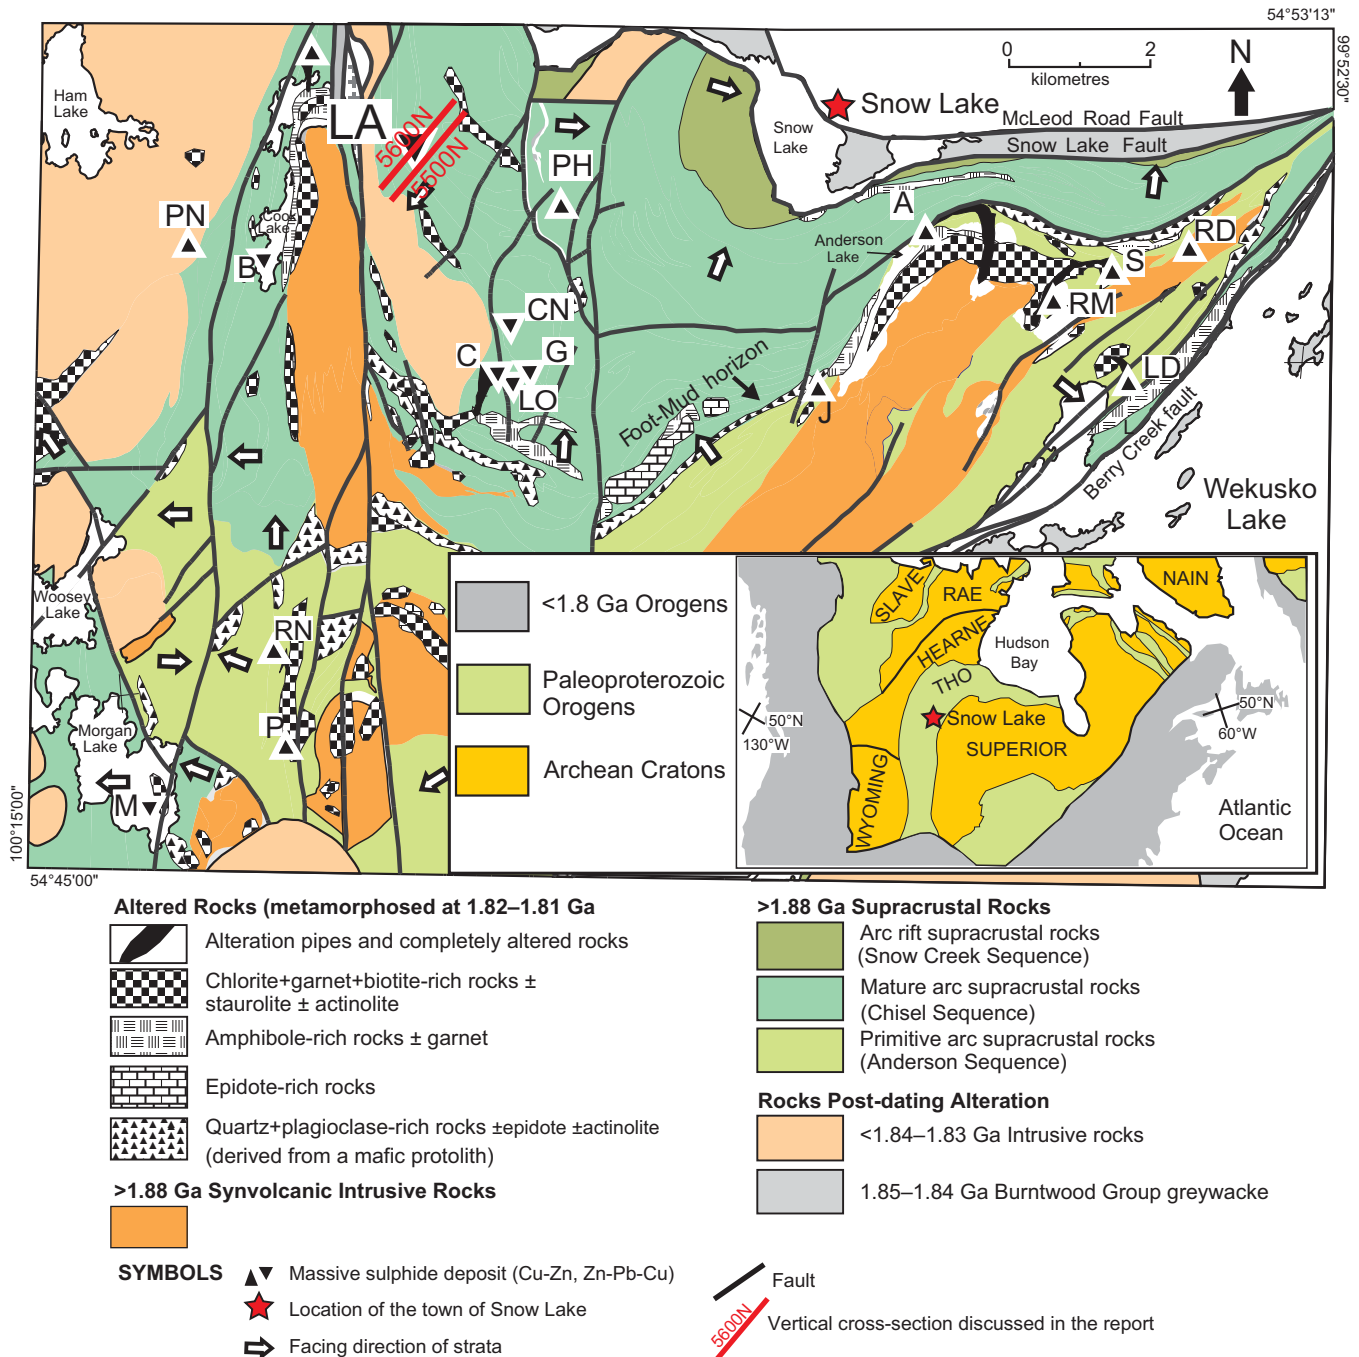 54°53'13"
99°52'30"
0 2
kilometres
N
Ham
Lake
LA
5600N
5500N
Snow Lake
McLeod Road Fault
Snow Lake Fault
Snow
Lake
PH
PN
Cook
Lake
B
A
Anderson
Lake
RD
S
RM
CN
C
G
LO
J
LD
Foot-Mud horizon
Berry Creek fault
Wekusko
Lake
Woosey
Lake
RN
P
Morgan
Lake
M
100°15'00"
54°45'00"
<1.8 Ga Orogens
Paleoproterozoic
Orogens
Archean Cratons
SLAVE
RAE
HEARNE
NAIN
Hudson
Bay
THO
Snow Lake
SUPERIOR
WYOMING
50°N
130°W
50°N
60°W
Atlantic
Ocean
Altered Rocks (metamorphosed at 1.82–1.81 Ga
Alteration pipes and completely altered rocks
Chlorite+garnet+biotite-rich rocks ±
staurolite ± actinolite
Amphibole-rich rocks ± garnet
Epidote-rich rocks
Quartz+plagioclase-rich rocks ±epidote ±actinolite
(derived from a mafic protolith)
>1.88 Ga Synvolcanic Intrusive Rocks
>1.88 Ga Supracrustal Rocks
Arc rift supracrustal rocks
(Snow Creek Sequence)
Mature arc supracrustal rocks
(Chisel Sequence)
Primitive arc supracrustal rocks
(Anderson Sequence)
Rocks Post-dating Alteration
<1.84–1.83 Ga Intrusive rocks
1.85–1.84 Ga Burntwood Group greywacke
SYMBOLS
Massive sulphide deposit (Cu-Zn, Zn-Pb-Cu)
Location of the town of Snow Lake
Facing direction of strata
Fault
5600N
Vertical cross-section discussed in the report